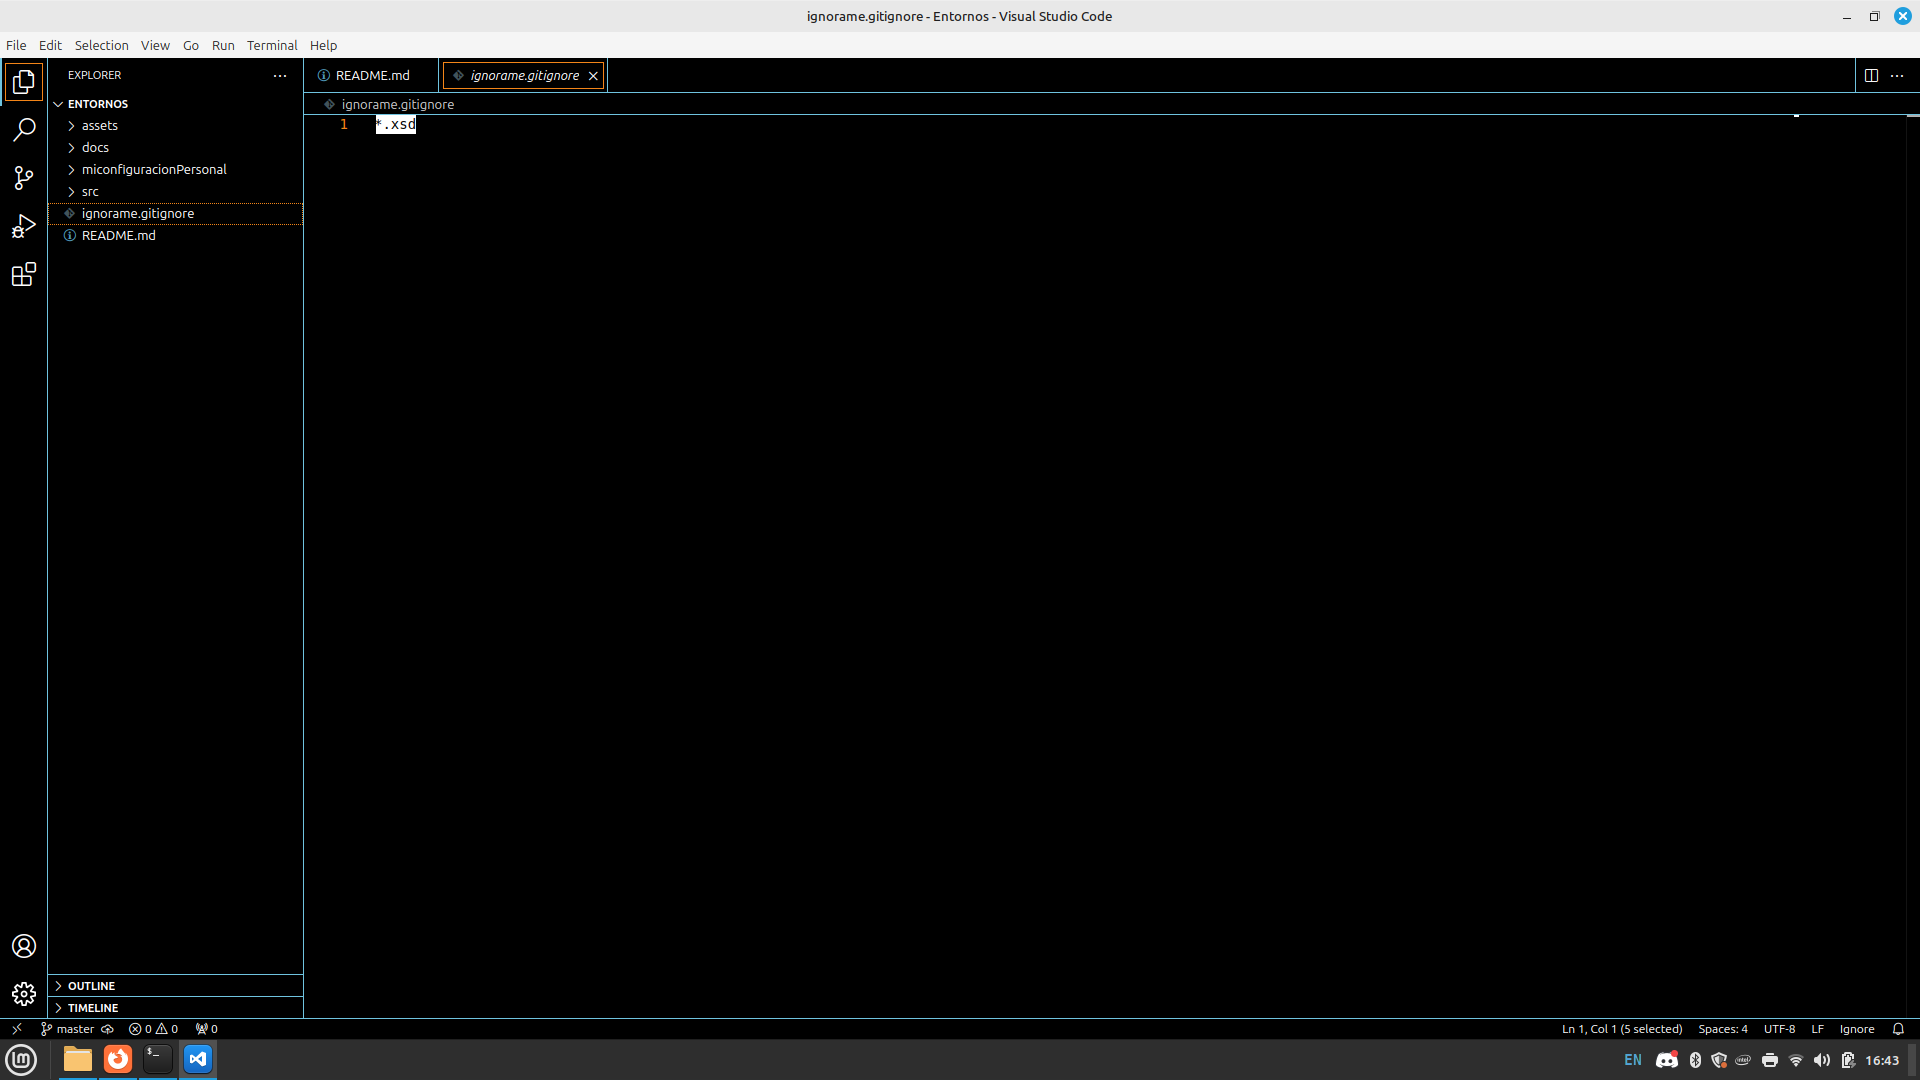 ignorame.gitignore - Entornos - Visual Studio Code
File Edit Selection View Go Run Terminal Help
EXPLORER
README.md
ignorame.gitignore
ENTORNOS
ignorame.gitignore
assets
1 *.xsd
docs
miconfiguracionPersonal
src
ignorame.gitignore
README.md
OUTLINE
TIMELINE
master 0 0 0 Ln 1, Col 1 (5 selected) Spaces: 4 UTF-8 LF Ignore
EN 16:43